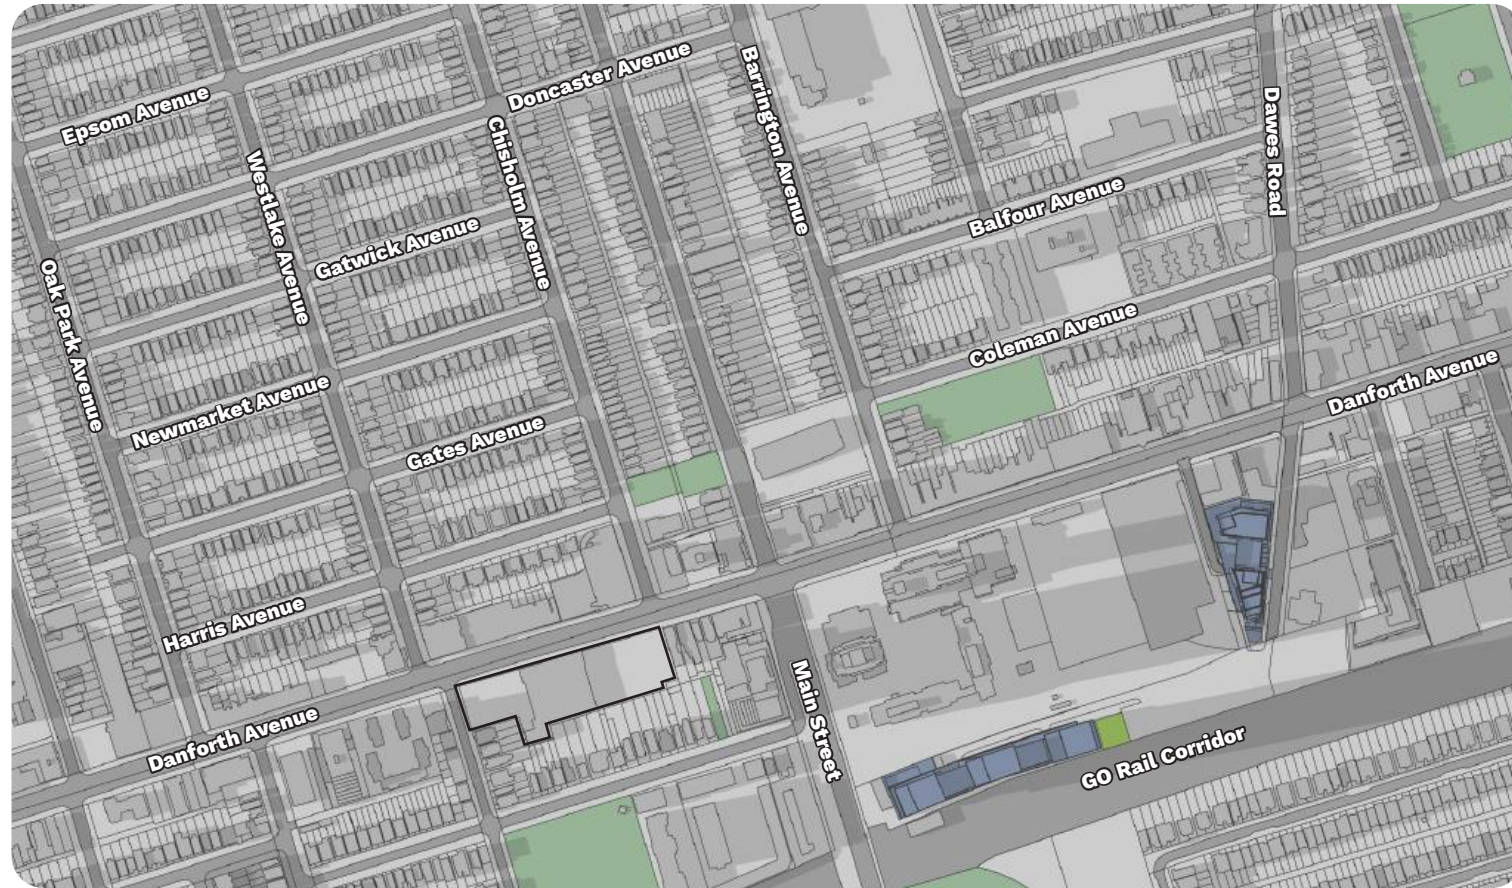 Epsom Avenue
Doncaster Avenue
Barrington Avenue
Dawes Road
Westlake Avenue
Chisholm Avenue
Gatwick Avenue
Balfour Avenue
Oak Park Avenue
Coleman Avenue
Newmarket Avenue
Gates Avenue
Danforth Avenue
Harris Avenue
Danforth Avenue
Main Street
GO Rail Corridor